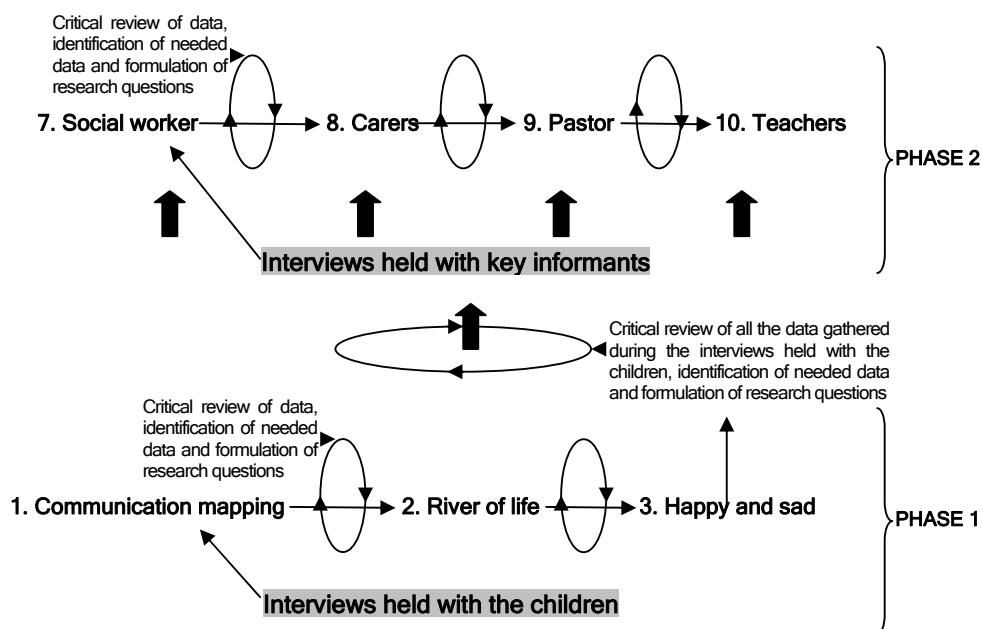 Critical review of data,
identification of needed
data and formulation of
research questions
7. Social worker 8. Carers 9. Pastor 10. Teachers
PHASE 2
Interviews held with key informants
Critical review of all the data gathered
during the interviews held with the
children, identification of needed data
and formulation of research questions
Critical review of data,
identification of needed
data and formulation of
research questions
1. Communication mapping 2. River of life 3. Happy and sad
PHASE 1
Interviews held with the children